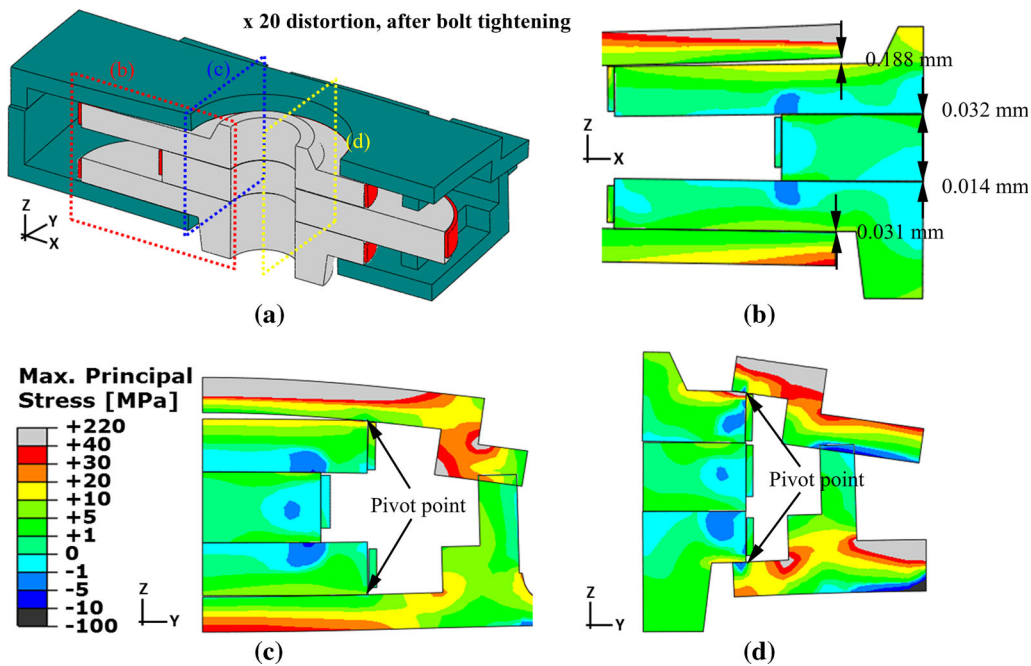 x 20 distortion, after bolt tightening
(b)
(c)
(d)
Z
Y
X
(a)
0.188 mm
0.032 mm
0.014 mm
0.031 mm
Z
X
(b)
Max. Principal
Stress [MPa]
+220
+40
+30
+20
+10
+5
+1
0
-1
-5
-10
-100
Pivot point
Z
Y
(c)
Pivot point
Z
Y
(d)